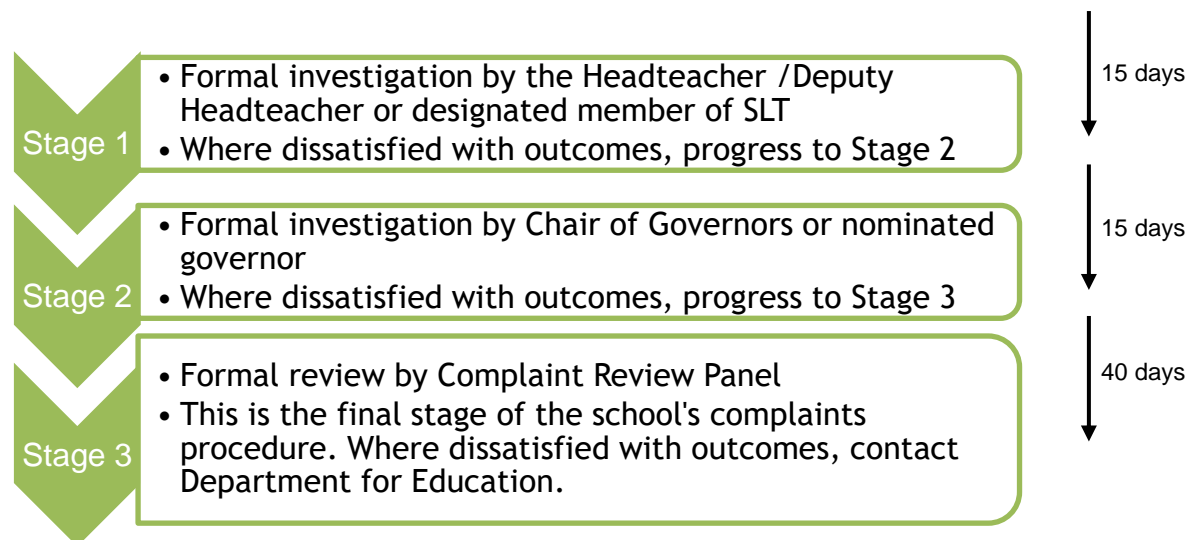 Stage 1
• Formal investigation by the Headteacher /Deputy
Headteacher or designated member of SLT
• Where dissatisfied with outcomes, progress to Stage 2
15 days
Stage 2
• Formal investigation by Chair of Governors or nominated
governor
• Where dissatisfied with outcomes, progress to Stage 3
15 days
Stage 3
• Formal review by Complaint Review Panel
• This is the final stage of the school's complaints
procedure. Where dissatisfied with outcomes, contact
Department for Education.
40 days